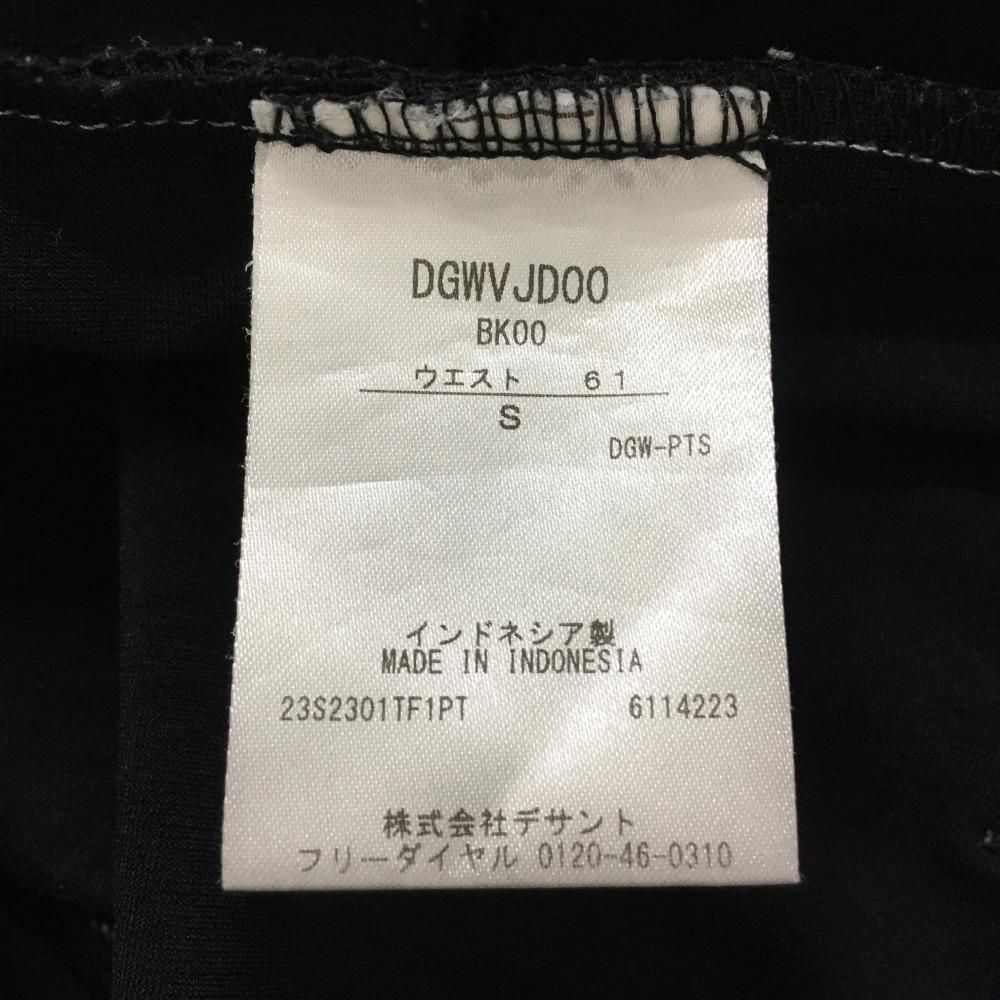 DGWVJD00
BK00
ウエスト 61
S
DGW-PTS
インドネシア製
MADE IN INDONESIA
23S2301TF1PT 6114223
株式会社デサント
フリーダイヤル 0120-46-0310